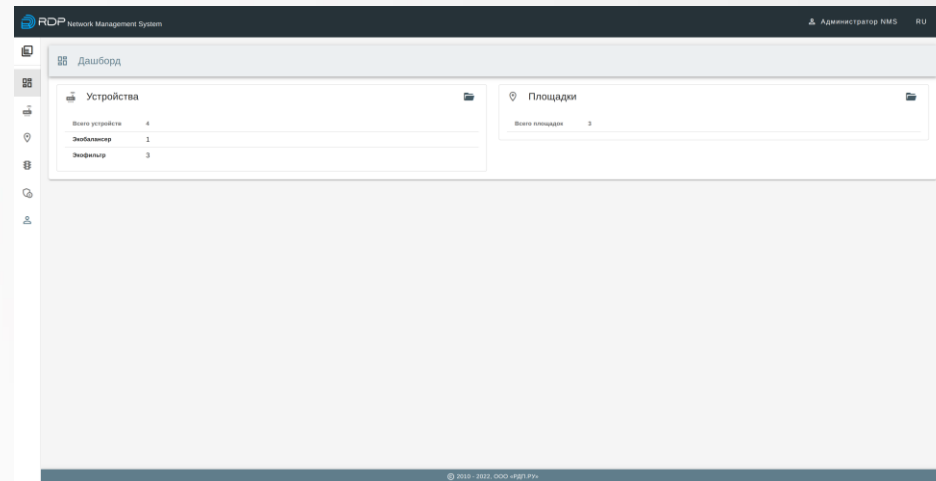 RDP Network Management System
Администратор NMS RU
Дашборд
Устройства
Всего устройств 4
Экобалансер 1
Экофильтр 3
Площадки
Всего площадок 3
© 2010 - 2022, ООО «РДП.РУ»